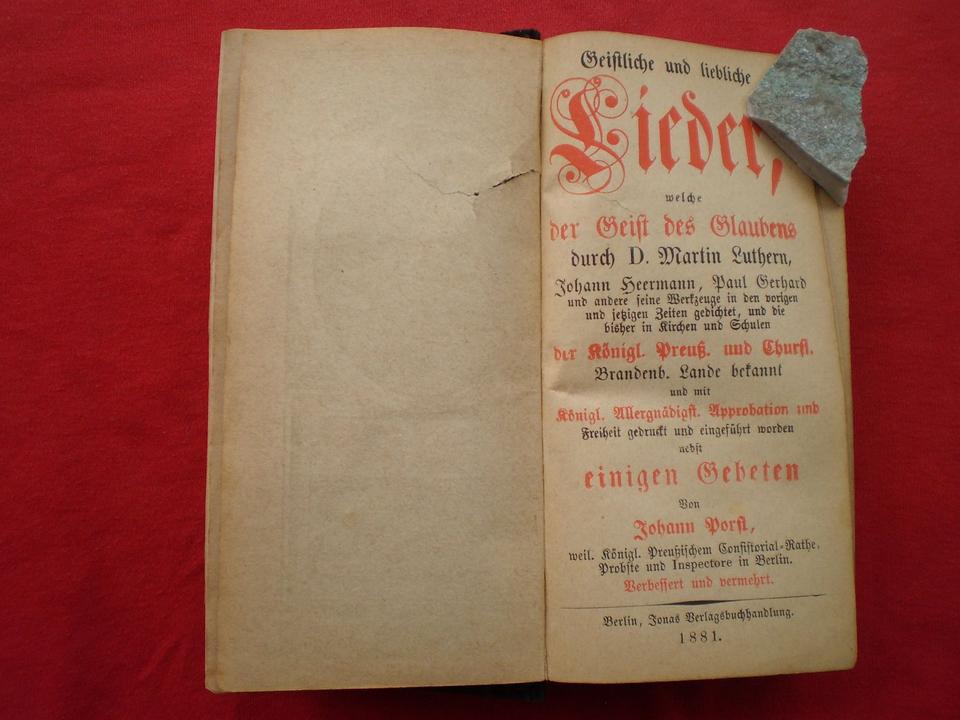 Geistliche und liebliche
Lieder,
welche
der Geist des Glaubens
durch D. Martin Luthern,
Johann Heermann, Paul Gerhard
und andere seine Werkzeuge in den vorigen
und jetzigen Zeiten gedichtet, und die
bisher in Kirchen und Schulen
der Königl. Preuß. und Churfl.
Brandenb. Lande bekannt
und mit
Königl. Allergnädigst. Approbation und
Freiheit gedruckt und eingeführt worden
nebst
einigen Gebeten
Von
Johann Porst,
weil. Königl. Preußischem Consistorial-Rathe,
Probste und Inspectore in Berlin.
Verbessert und vermehrt.
Berlin, Jonas Verlagsbuchhandlung.
1881.